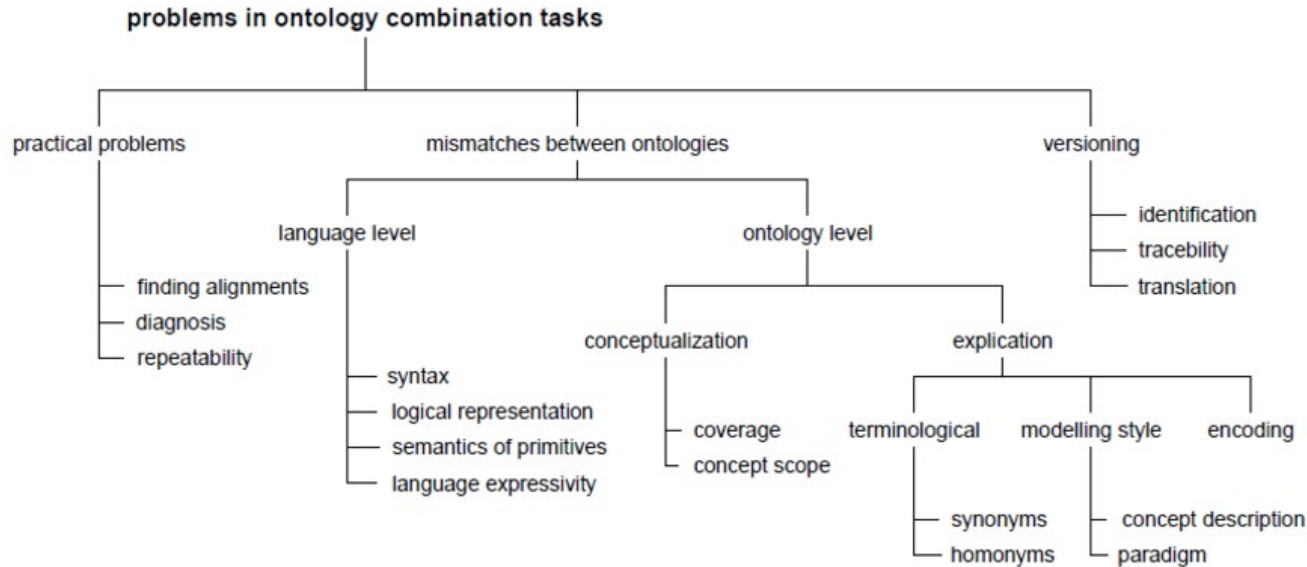 problems in ontology combination tasks
practical problems
mismatches between ontologies
versioning
language level
ontology level
identification
tracebility
translation
finding alignments
diagnosis
repeatability
conceptualization
explication
syntax
logical representation
semantics of primitives
language expressivity
coverage
concept scope
terminological
modelling style
encoding
synonyms
homonyms
concept description
paradigm